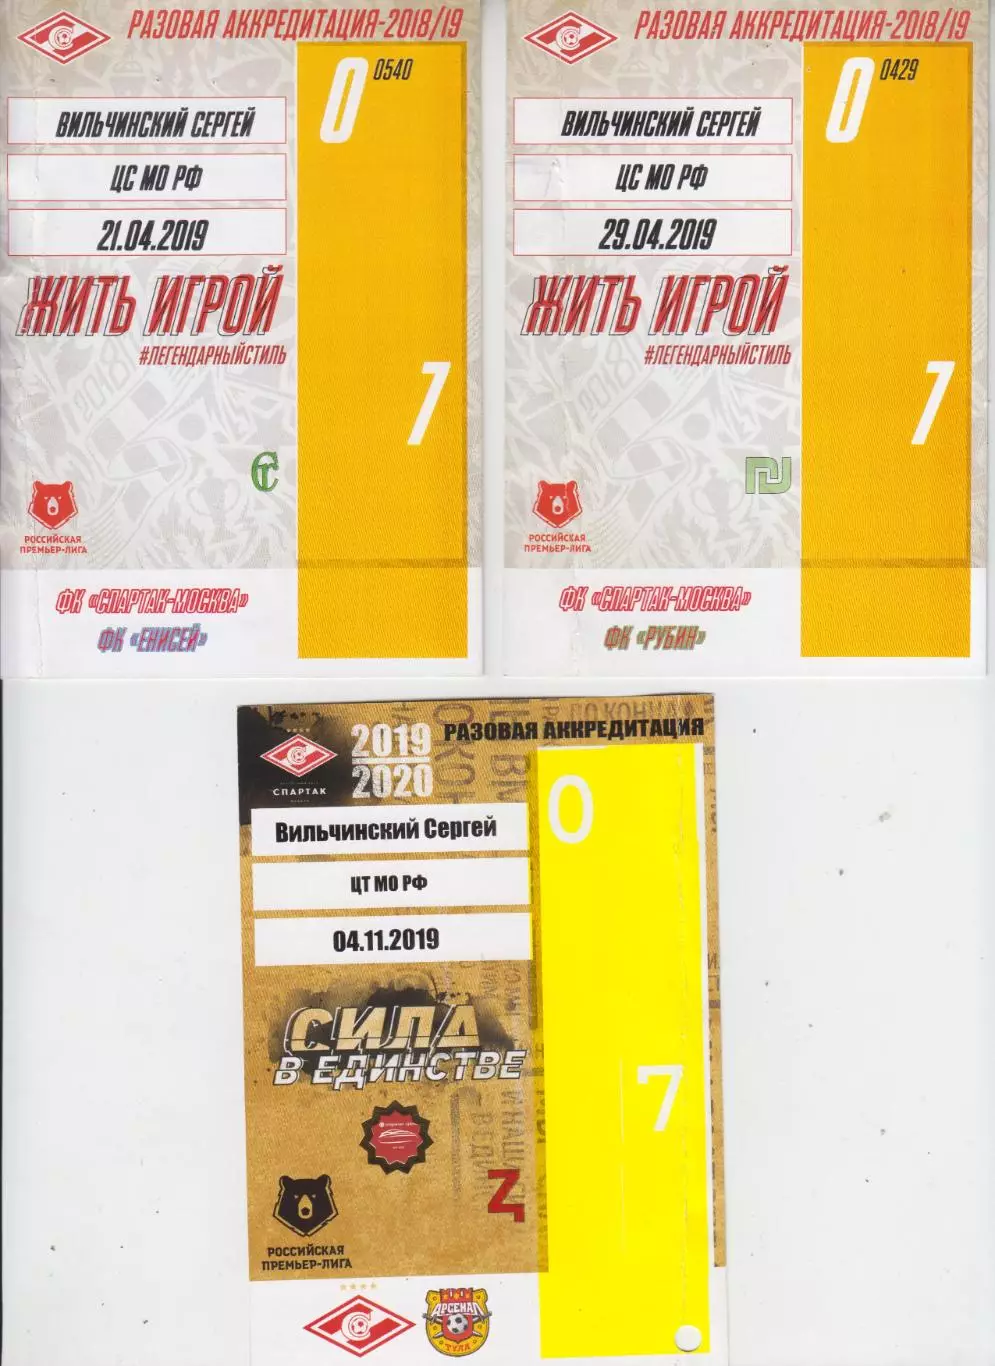 РАЗОВАЯ АККРЕДИТАЦИЯ-2018/19
0 0540
ВИЛЬЧИНСКИЙ СЕРГЕЙ
ЦС МО РФ
21.04.2019
ЖИТЬ ИГРОЙ
#ЛЕГЕНДАРНЫЙСТИЛЬ
7
РОССИЙСКАЯ
ПРЕМЬЕР-ЛИГА
ФК «СПАРТАК-МОСКВА»
ФК «ЕНИСЕЙ»
РАЗОВАЯ АККРЕДИТАЦИЯ-2018/19
0 0429
ВИЛЬЧИНСКИЙ СЕРГЕЙ
ЦС МО РФ
29.04.2019
ЖИТЬ ИГРОЙ
#ЛЕГЕНДАРНЫЙСТИЛЬ
7
РОССИЙСКАЯ
ПРЕМЬЕР-ЛИГА
ФК «СПАРТАК-МОСКВА»
ФК «РУБИН»
РАЗОВАЯ АККРЕДИТАЦИЯ
2019
2020
СПАРТАК
0
Вильчинский Сергей
ЦТ МО РФ
04.11.2019
СИЛА
В ЕДИНСТВЕ
7
РОССИЙСКАЯ
ПРЕМЬЕР-ЛИГА
АРСЕНАЛ
ТУЛА